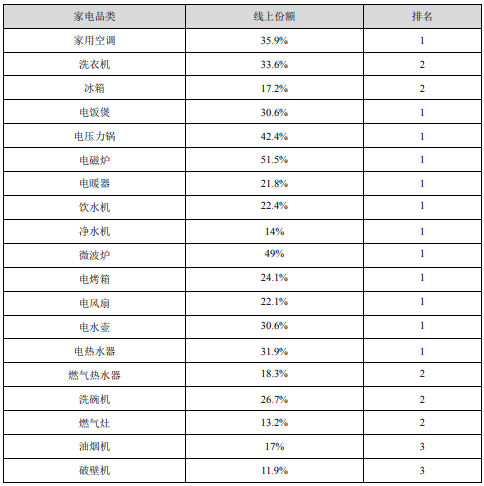 家电品类 线上份额 排名
家用空调 35.9% 1
洗衣机 33.6% 2
冰箱 17.2% 2
电饭煲 30.6% 1
电压力锅 42.4% 1
电磁炉 51.5% 1
电暖器 21.8% 1
饮水机 22.4% 1
净水机 14% 1
微波炉 49% 1
电烤箱 24.1% 1
电风扇 22.1% 1
电水壶 30.6% 1
电热水器 31.9% 1
燃气热水器 18.3% 2
洗碗机 26.7% 2
燃气灶 13.2% 2
油烟机 17% 3
破壁机 11.9% 3